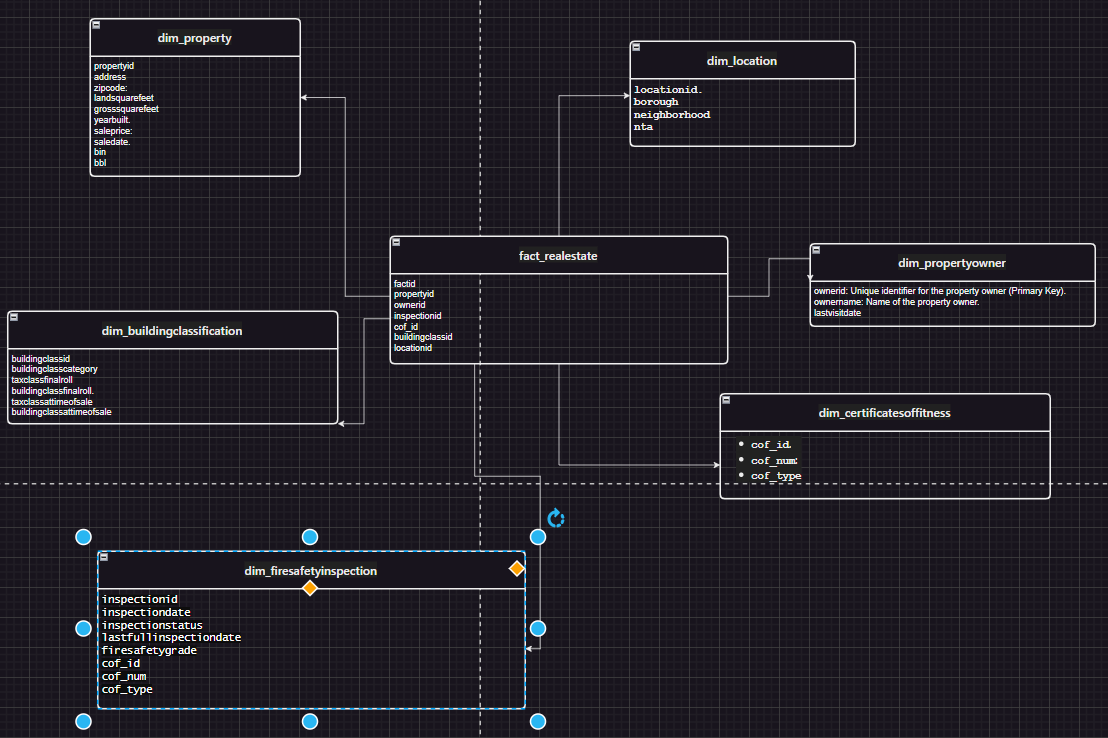 dim_property
propertyid
address
zipcode:
landsquarefeet
grosssquarefeet
yearbuilt.
saleprice:
saledate.
bin
bbl
dim_location
locationid.
borough
neighborhood
nta
fact_realestate
factid
propertyid
ownerid
inspectionid
cof_id
buildingclassid
locationid
dim_propertyowner
ownerid: Unique identifier for the property owner (Primary Key).
ownername: Name of the property owner.
lastvisitdate
dim_buildingclassification
buildingclassid
buildingclasscategory
taxclassfinalroll
buildingclassfinalroll.
taxclassattimeofsale
buildingclassattimeofsale
dim_certificatesoffitness
• cof_id.
• cof_num:
• cof_type
dim_firesafetyinspection
inspectionid
inspectiondate
inspectionstatus
lastfullinspectiondate
firesafetygrade
cof_id
cof_num
cof_type